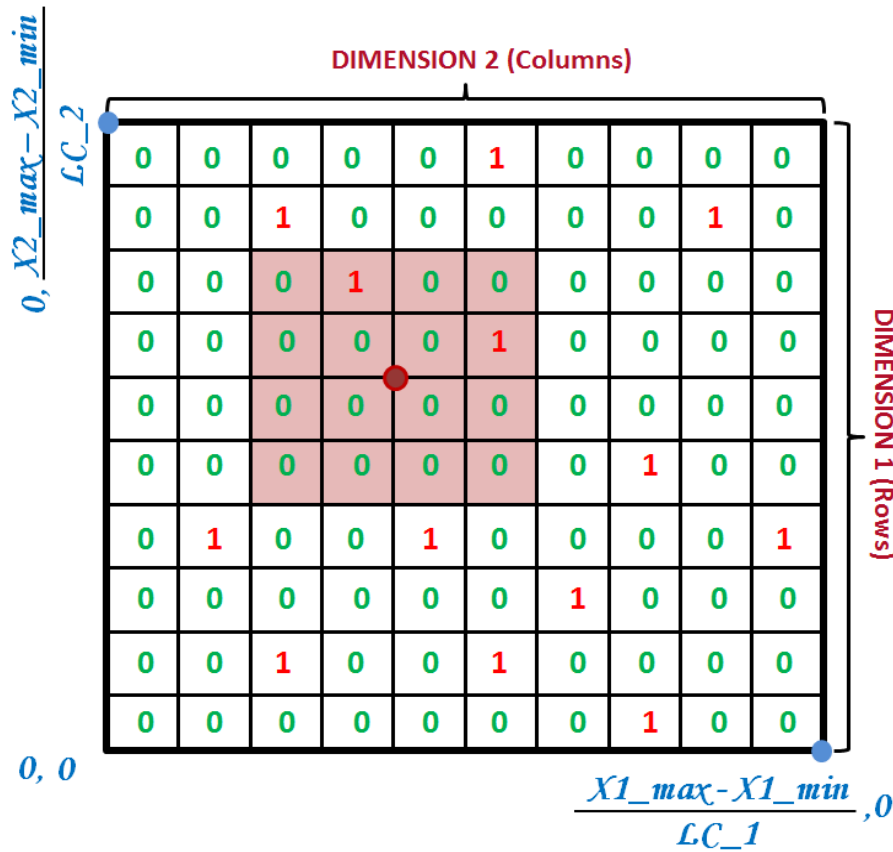 DIMENSION 2 (Columns)
0, X2_max - X2_min
LC_2
0 0 0 0 0 1 0 0 0 0
0 0 1 0 0 0 0 0 1 0
0 0 0 1 0 0 0 0 0 0
0 0 0 0 0 1 0 0 0 0
0 0 0 0 0 0 0 0 0 0
0 0 0 0 0 0 0 1 0 0
0 1 0 0 1 0 0 0 0 1
0 0 0 0 0 0 1 0 0 0
0 0 1 0 0 1 0 0 0 0
0 0 0 0 0 0 0 1 0 0
DIMENSION 1 (Rows)
0, 0
X1_max - X1_min
LC_1
,0